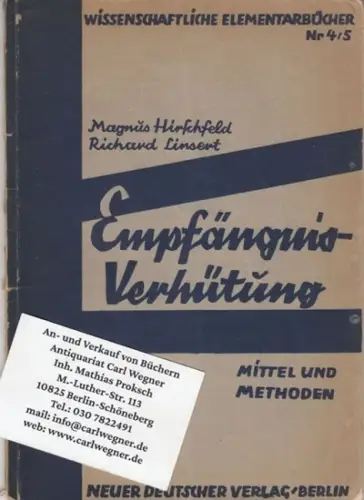 WISSENSCHAFTLICHE ELEMENTARBÜCHER
Nr 4/5
Magnus Hirschfeld
Richard Linsert
Empfängnis-
Verhütung
MITTEL UND
METHODEN
An- und Verkauf von Büchern
Antiquariat Carl Wegner
Inh. Mathias Proksch
M.-Luther-Str. 113
10825 Berlin-Schöneberg
Tel.: 030 7822491
mail: info@carlwegner.de
web: www.carlwegner.de
NEUER DEUTSCHER VERLAG • BERLIN